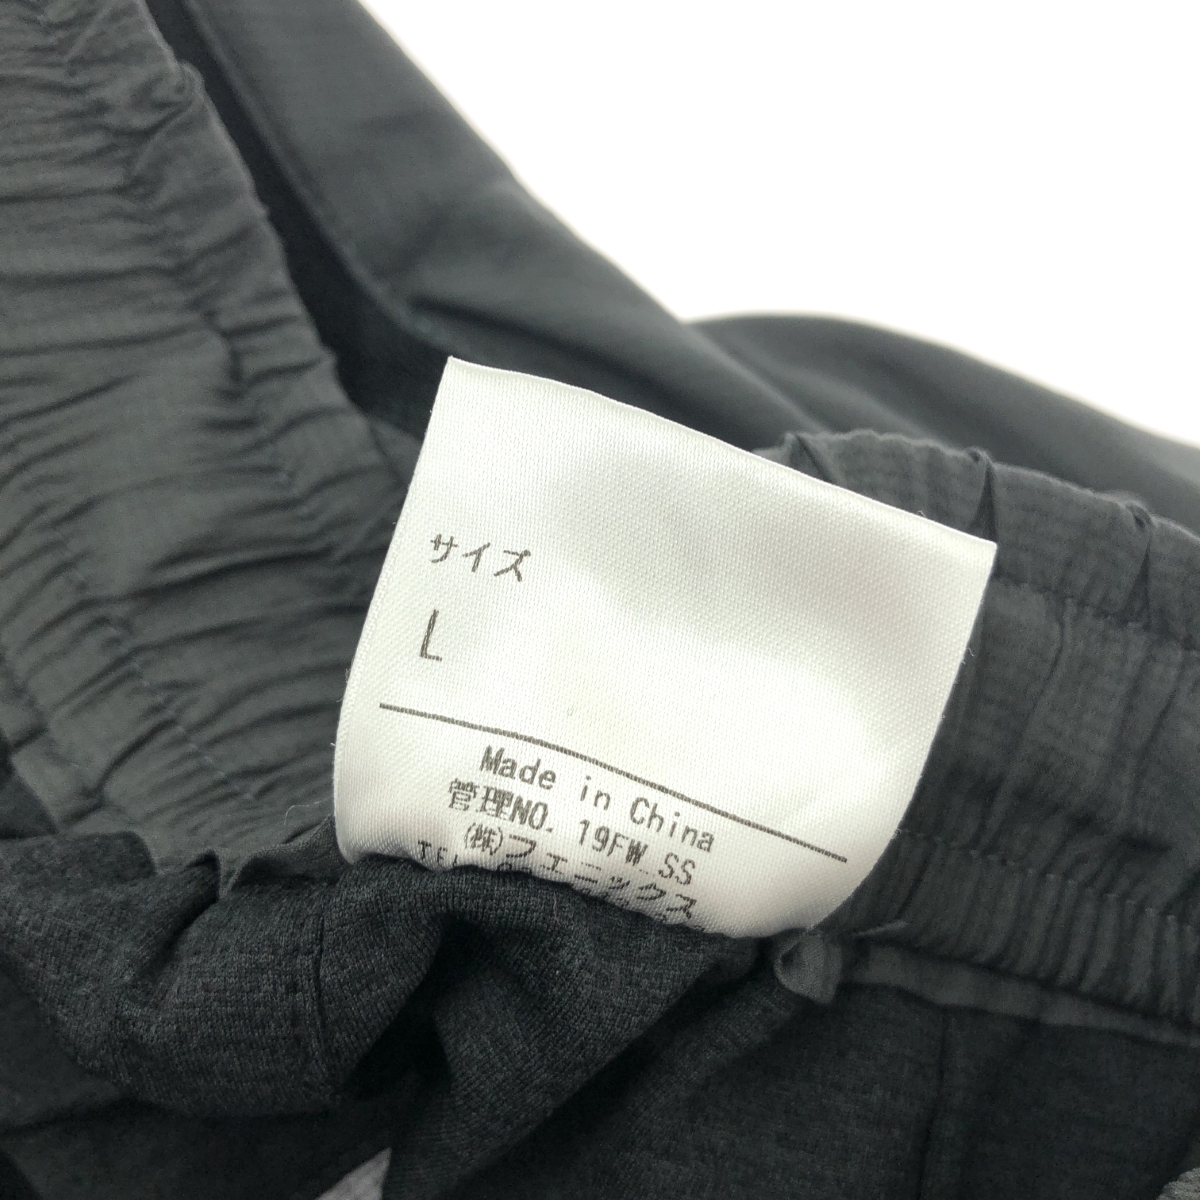 サイズ
L
Made in China
管理NO. 19FW SS
(株)フェニックス
TEL